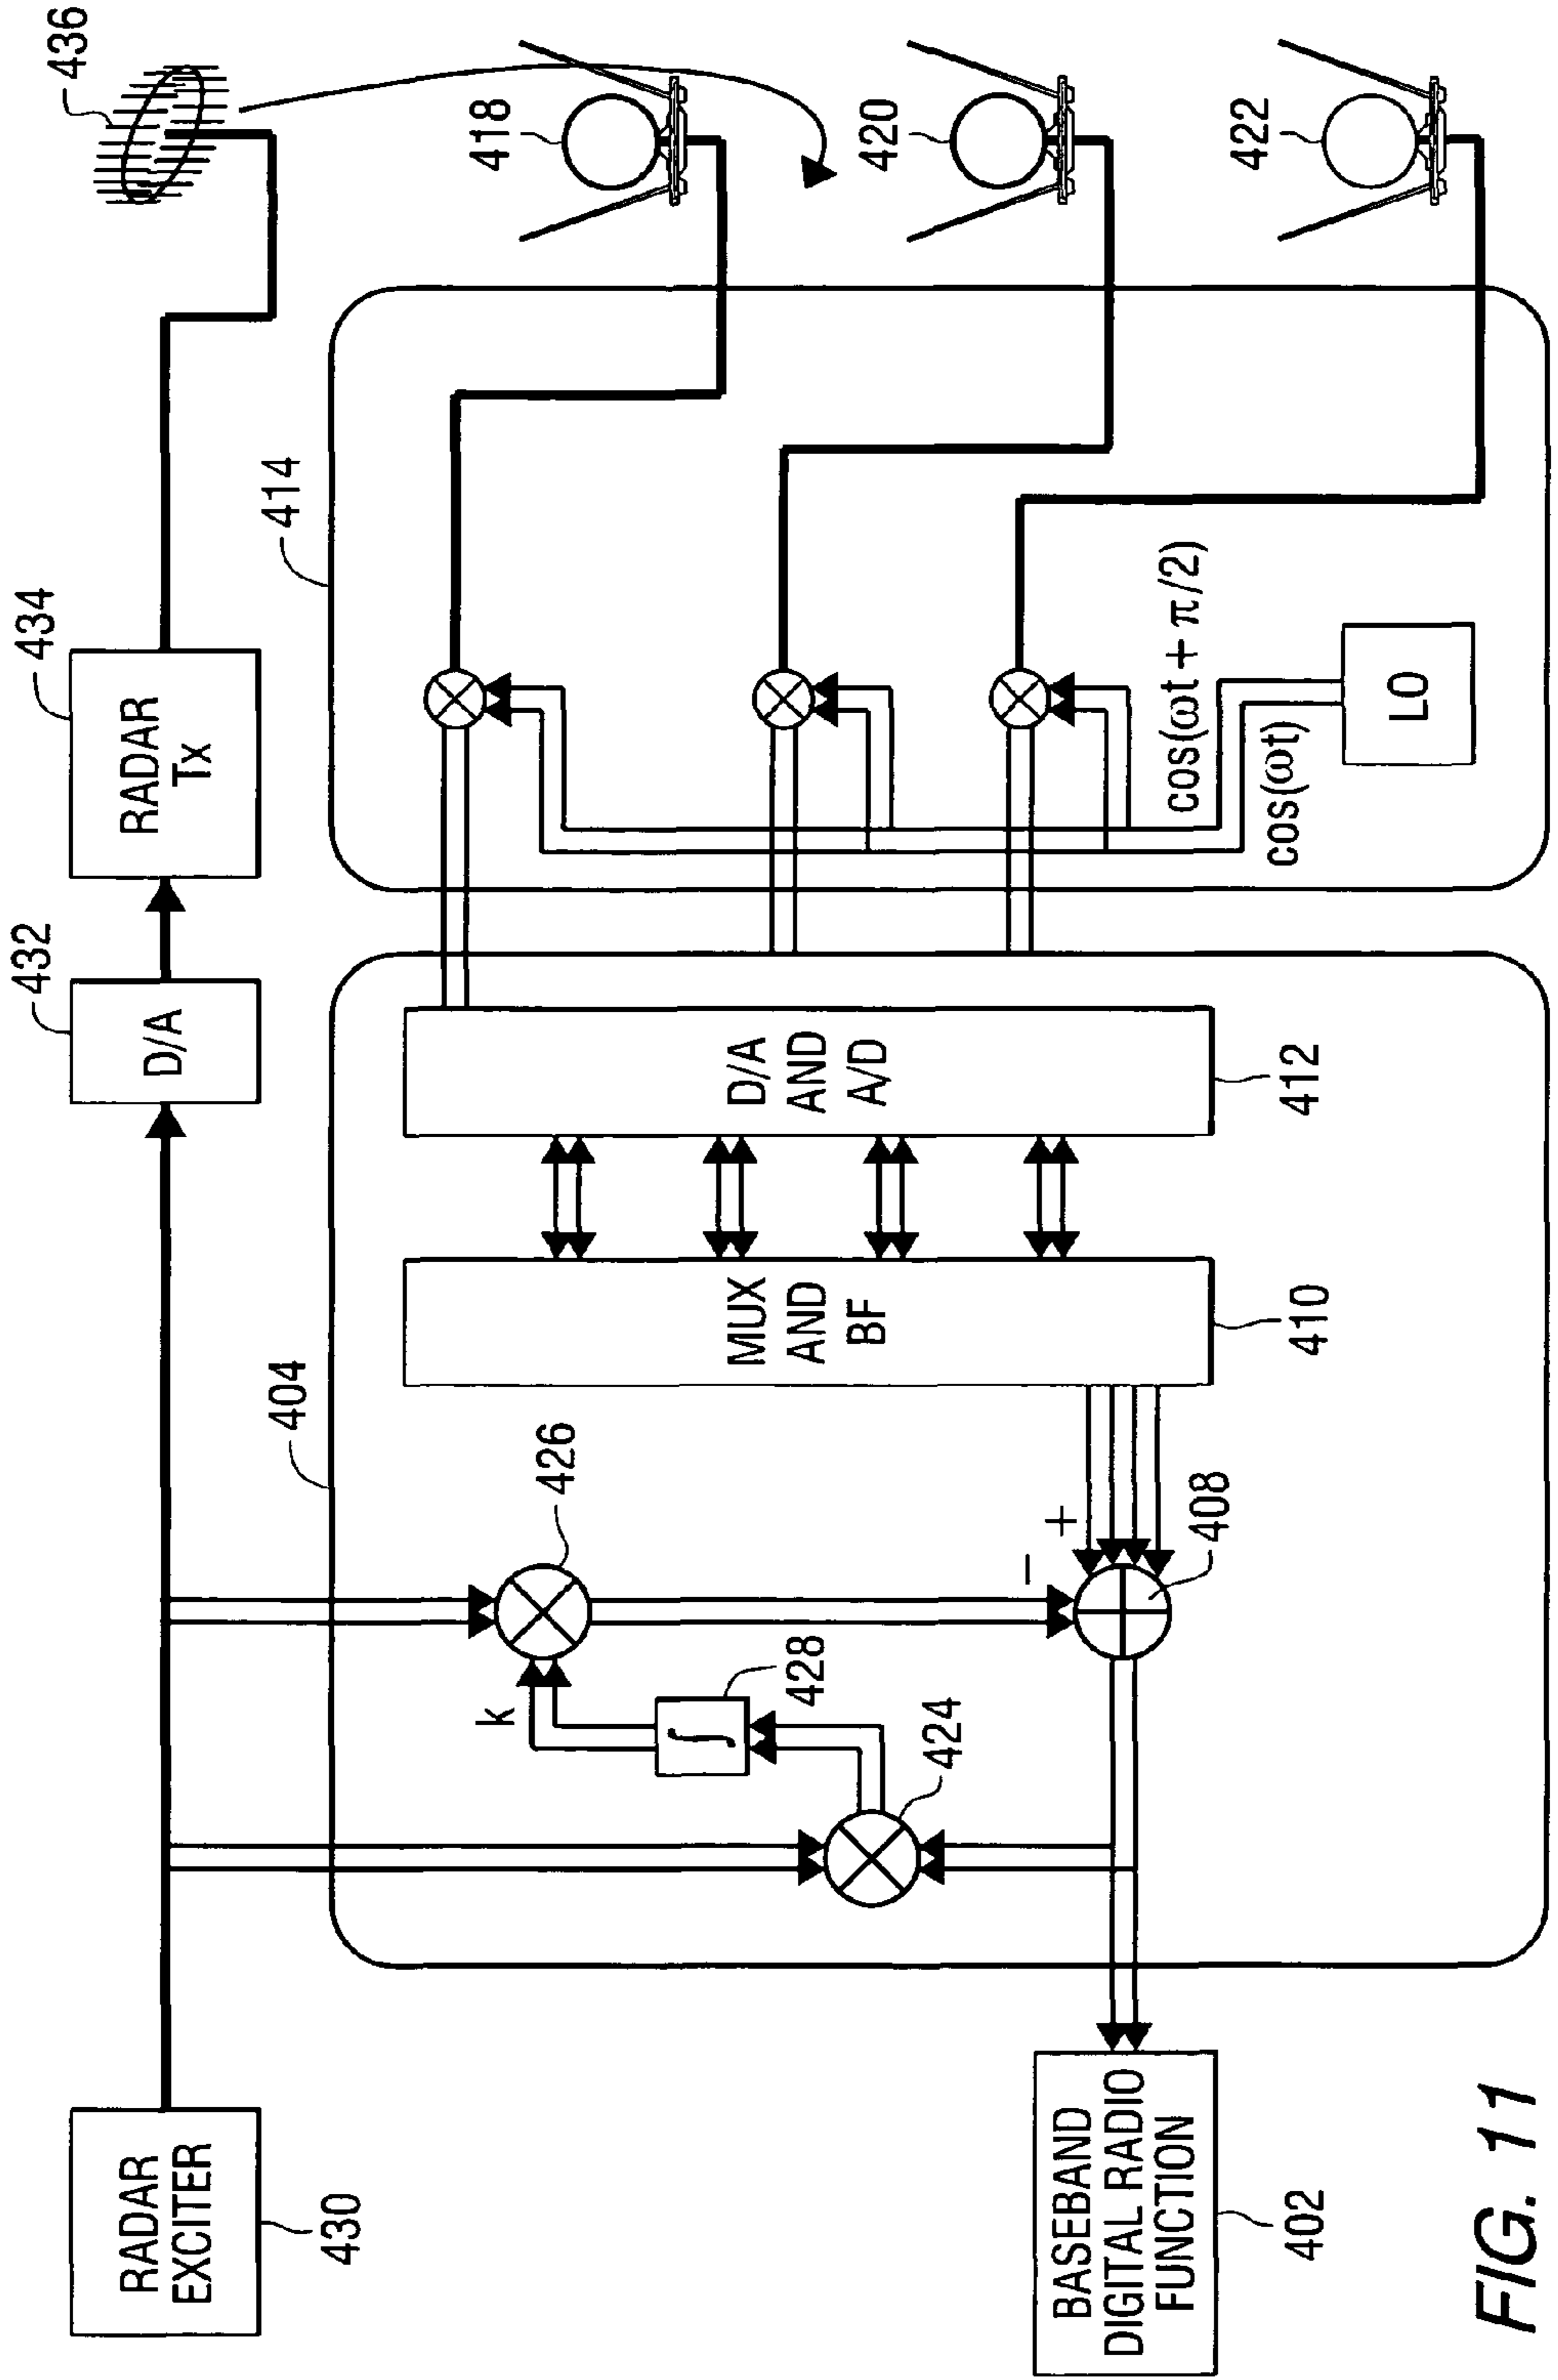 RADAR
EXCITER
430
432
D/A
434
RADAR
Tx
436
404
414
418
420
422
426
k
∫
428
424
−
+
408
MUX
AND
BF
410
D/A
AND
A/D
412
cos(ωt + π/2)
cos(ωt)
LO
BASEBAND
DIGITAL RADIO
FUNCTION
402
FIG. 11